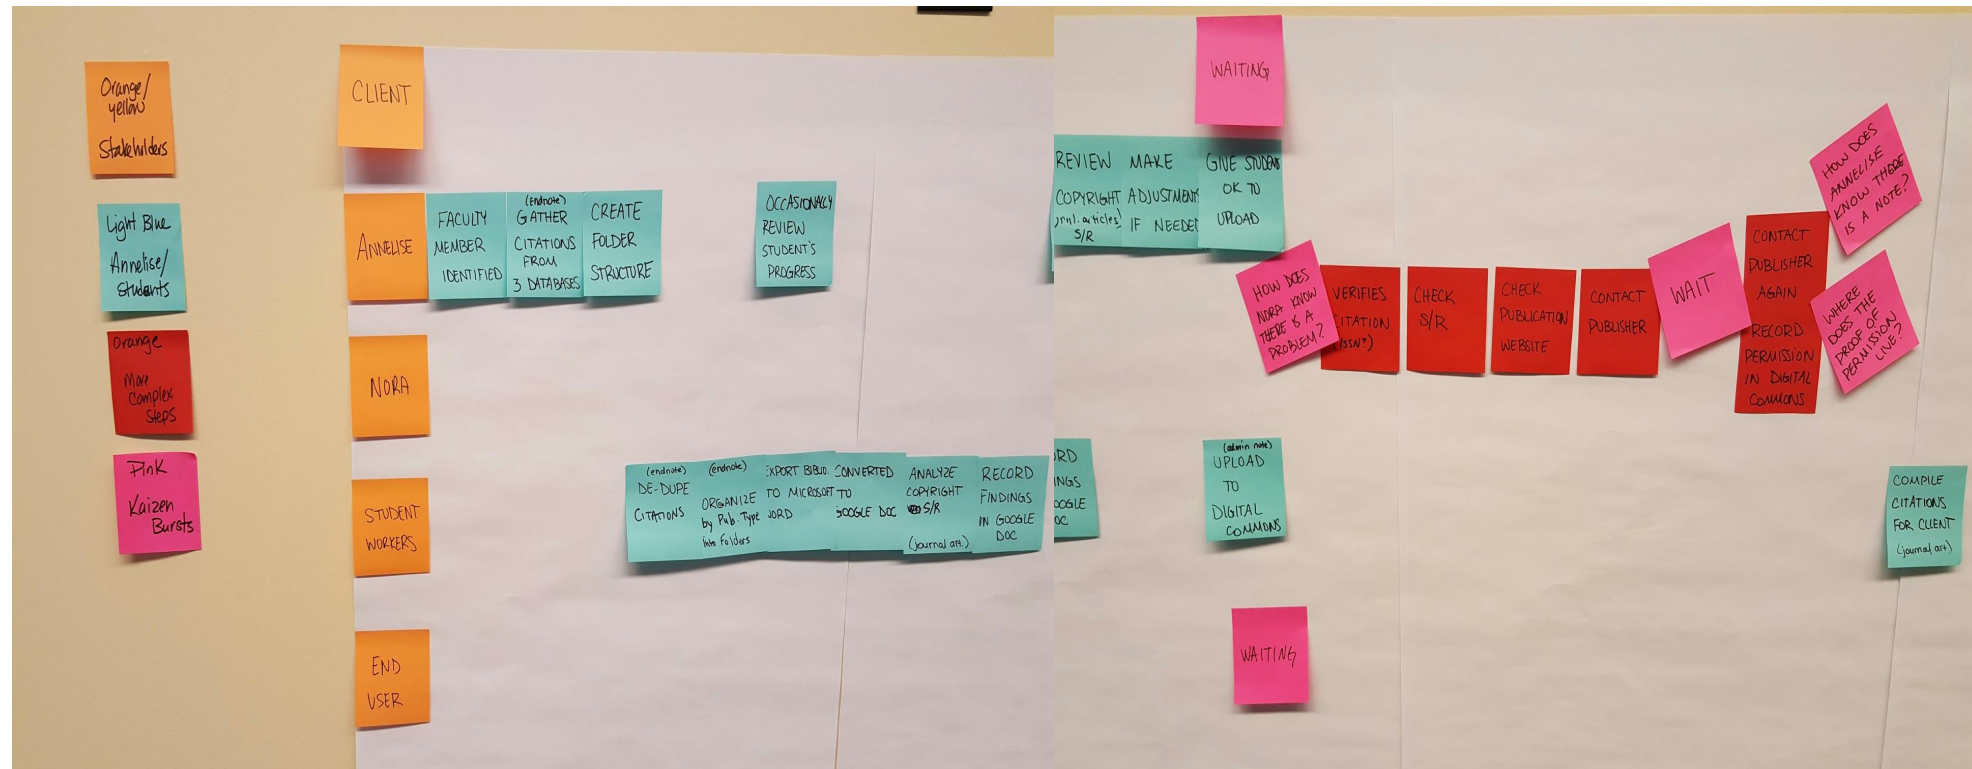 Orange/
yellow
Stakehilders
Light Blue
Annelise/
Students
Orange
More
Complex
Steps
Pink
Kaizen
Bursts
CLIENT
ANNELISE
FACULTY
MEMBER
IDENTIFIED
(Endnote)
GATHER
CITATIONS
FROM
3 DATABASES
CREATE
FOLDER
STRUCTURE
OCCASIONALLY
REVIEW
STUDENT'S
PROGRESS
NORA
STUDENT
WORKERS
(endnote)
DE-DUPE
CITATIONS
(endnote)
ORGANIZE
by Pub. Type
into Folders
EXPORT BIBLIO.
TO MICROSOFT
WORD
CONVERTED
TO
GOOGLE DOC
ANALYZE
COPYRIGHT
S/R
(journal art.)
RECORD
FINDINGS
IN GOOGLE
DOC
END
USER
WAITING
REVIEW
COPYRIGHT
jrnl. articles)
S/R
MAKE
ADJUSTMENTS
IF NEEDED
GIVE STUDENT
OK TO
UPLOAD
HOW DOES
NORA KNOW
THERE IS A
PROBLEM?
VERIFIES
CITATION
(ISSN?)
CHECK
S/R
CHECK
PUBLICATION
WEBSITE
CONTACT
PUBLISHER
WAIT
CONTACT
PUBLISHER
AGAIN
RECORD
PERMISSION
IN DIGITAL
COMMONS
HOW DOES
ANNELISE
KNOW THERE
IS A NOTE?
WHERE
DOES THE
PROOF OF
PERMISSION
LIVE?
ORD
INGS
OOGLE
OC
(admin note)
UPLOAD
TO
DIGITAL
COMMONS
COMPILE
CITATIONS
FOR CLIENT
(journal art)
WAITING